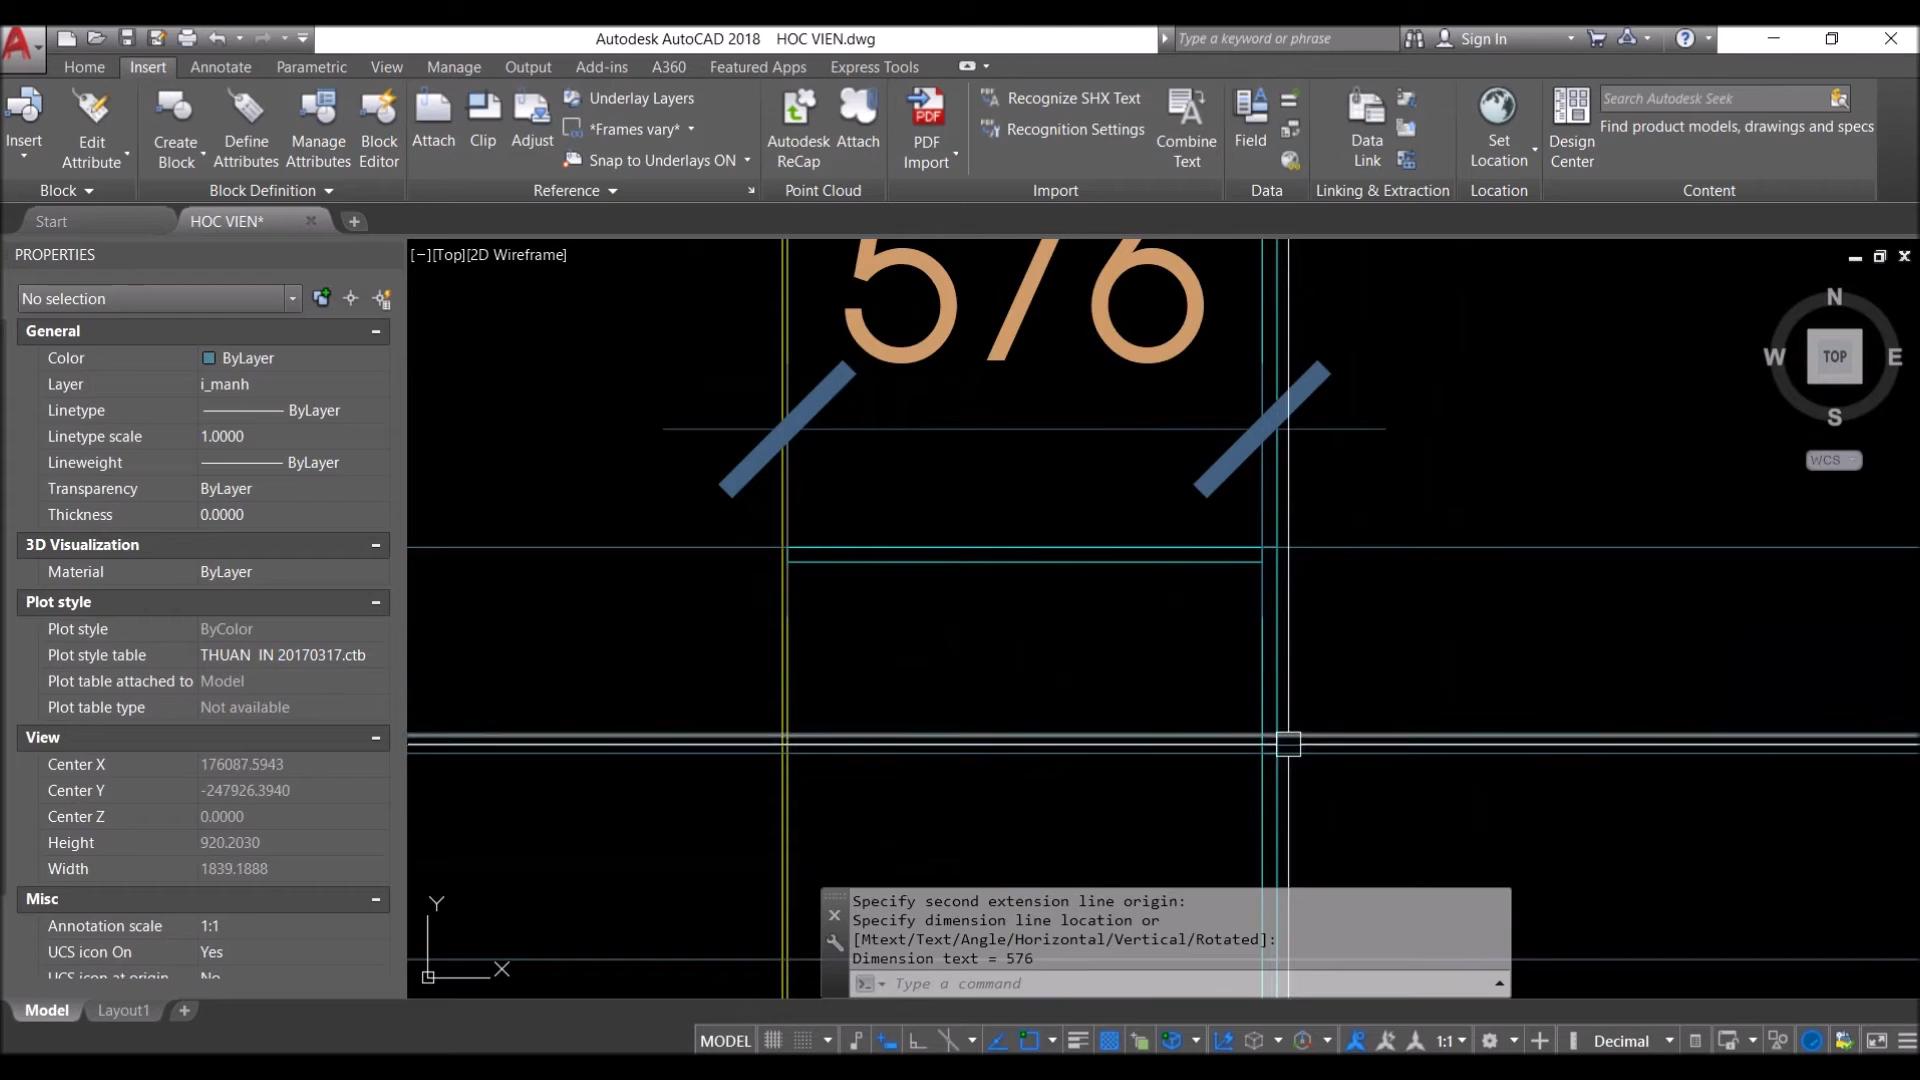 Autodesk AutoCAD 2018 HOC VIEN.dwg
Type a keyword or phrase
Sign In
Home Insert Annotate Parametric View Manage Output Add-ins A360 Featured Apps Express Tools
Insert
Edit Attribute
Create Block
Define Attributes
Manage Attributes
Block Editor
Attach
Clip
Adjust
Underlay Layers
*Frames vary*
Snap to Underlays ON
Autodesk ReCap
Attach
PDF Import
Recognize SHX Text
Recognition Settings
Combine Text
Field
Data Link
Set Location
Design Center
Search Autodesk Seek
Find product models, drawings and specs
Block Block Definition Reference Point Cloud Import Data Linking & Extraction Location Content
Start HOC VIEN*
PROPERTIES
[−][Top][2D Wireframe]
No selection
General
Color ByLayer
Layer i_manh
Linetype ByLayer
Linetype scale 1.0000
Lineweight ByLayer
Transparency ByLayer
Thickness 0.0000
3D Visualization
Material ByLayer
Plot style
Plot style ByColor
Plot style table THUAN IN 20170317.ctb
Plot table attached to Model
Plot table type Not available
View
Center X 176087.5943
Center Y -247926.3940
Center Z 0.0000
Height 920.2030
Width 1839.1888
Misc
Annotation scale 1:1
UCS icon On Yes
UCS icon at origin No
576
N
W TOP E
S
WCS
Y
X
Specify second extension line origin:
Specify dimension line location or
[Mtext/Text/Angle/Horizontal/Vertical/Rotated]:
Dimension text = 576
Type a command
Model Layout1
MODEL 1:1 Decimal